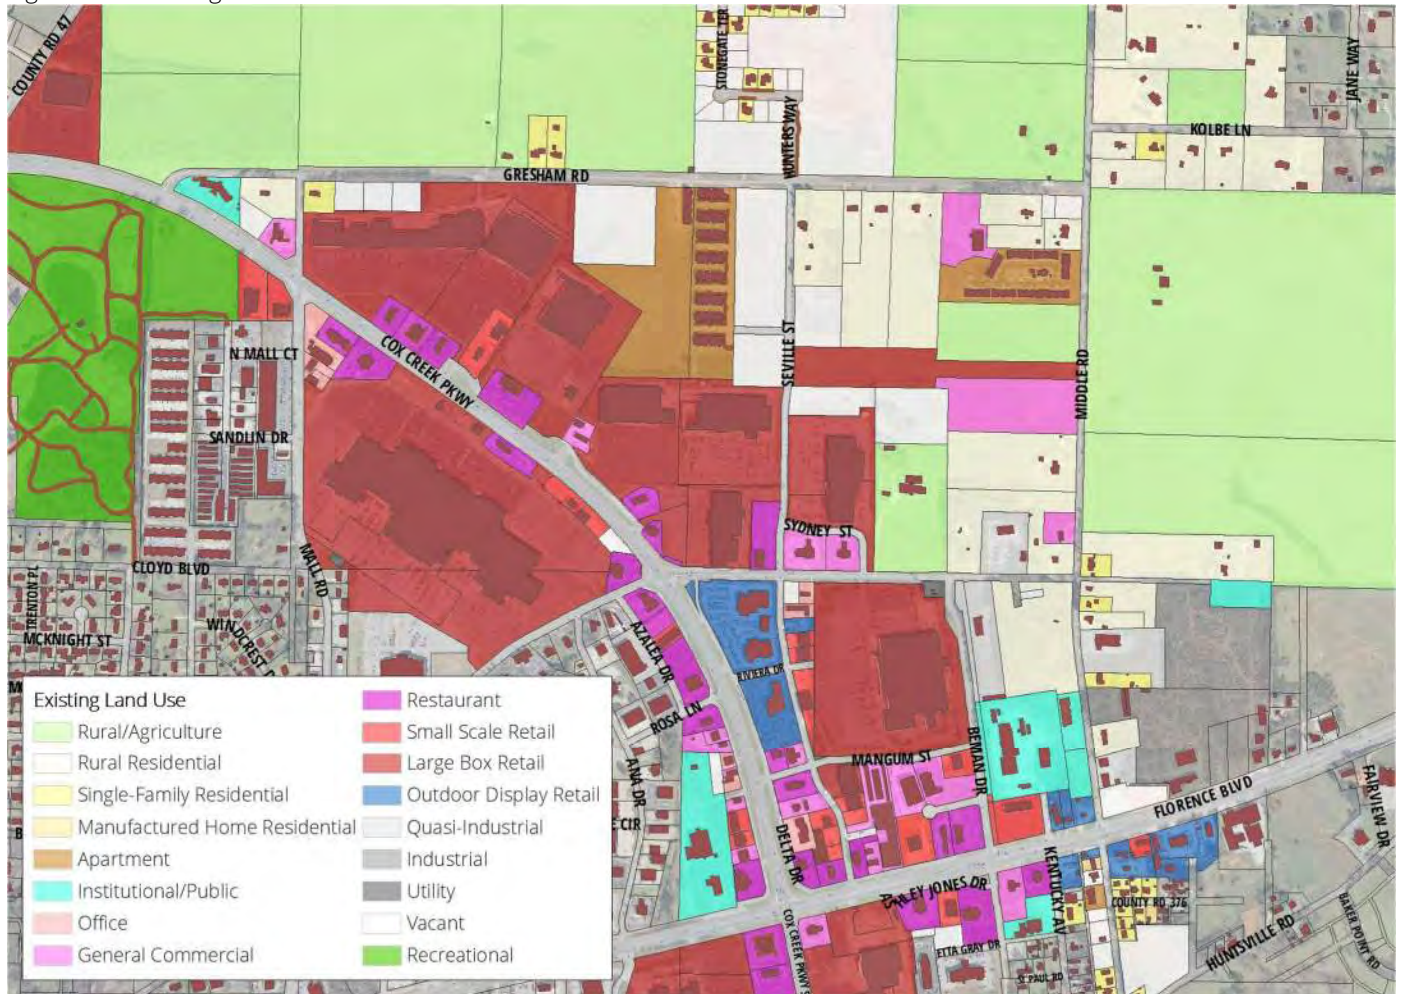 COUNTY RD 47
STONEGATE TER
HUNTERS WAY
JANE WAY
KOLBE LN
GRESHAM RD
COX CREEK PKWY
N MALL CT
SANDLIN DR
SEVILLE ST
MIDDLE RD
SYDNEY ST
MALL RD
CLOYD BLVD
TRENTON PL
MCKNIGHT ST
WINDCREST D
AZALEA DR
RIVIERA DR
ROSA LN
MANGUM ST
BEMAN DR
ANA DR
E CIR
DELTA DR
FLORENCE BLVD
FAIRVIEW DR
KENTUCKY AV
COUNTY RD 376
LEY JONES DR
COX CREEK PKWY S
ETTA GRAY DR
PAUL RD
HUNTSVILLE RD
BAKER POINT RD
Existing Land Use
Rural/Agriculture
Rural Residential
Single-Family Residential
Manufactured Home Residential
Apartment
Institutional/Public
Office
General Commercial
Restaurant
Small Scale Retail
Large Box Retail
Outdoor Display Retail
Quasi-Industrial
Industrial
Utility
Vacant
Recreational